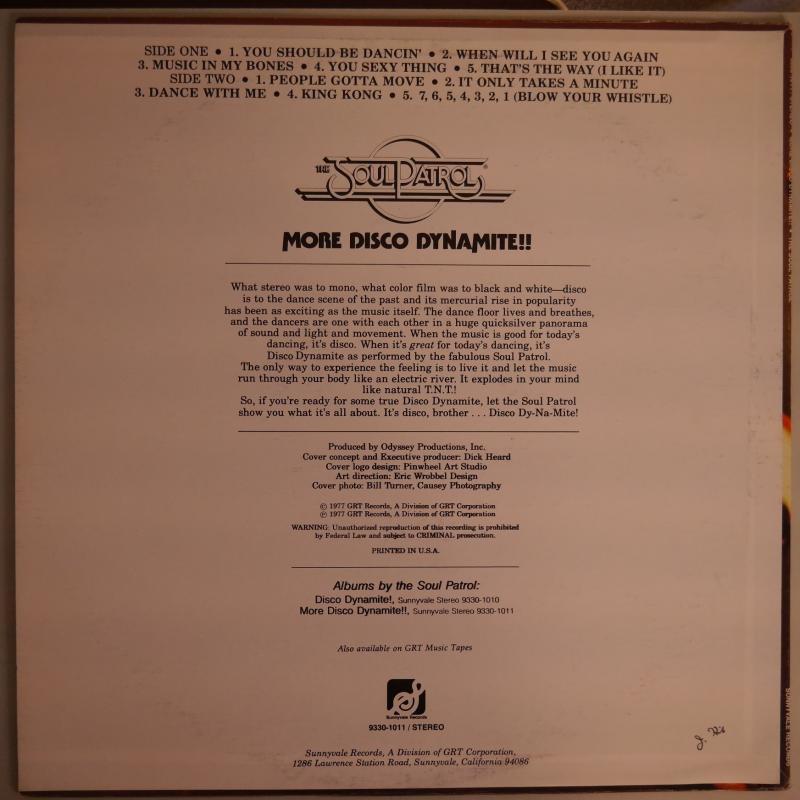 SIDE ONE • 1. YOU SHOULD BE DANCIN' • 2. WHEN WILL I SEE YOU AGAIN
3. MUSIC IN MY BONES • 4. YOU SEXY THING • 5. THAT'S THE WAY (I LIKE IT)
SIDE TWO • 1. PEOPLE GOTTA MOVE • 2. IT ONLY TAKES A MINUTE
3. DANCE WITH ME • 4. KING KONG • 5. 7, 6, 5, 4, 3, 2, 1 (BLOW YOUR WHISTLE)
THE SOUL PATROL®
MORE DISCO DYNAMITE!!
What stereo was to mono, what color film was to black and white—disco
is to the dance scene of the past and its mercurial rise in popularity
has been as exciting as the music itself. The dance floor lives and breathes,
and the dancers are one with each other in a huge quicksilver panorama
of sound and light and movement. When the music is good for today's
dancing, it's disco. When it's great for today's dancing, it's
Disco Dynamite as performed by the fabulous Soul Patrol.
The only way to experience the feeling is to live it and let the music
run through your body like an electric river. It explodes in your mind
like natural T.N.T.!
So, if you're ready for some true Disco Dynamite, let the Soul Patrol
show you what it's all about. It's disco, brother . . . Disco Dy-Na-Mite!
Produced by Odyssey Productions, Inc.
Cover concept and Executive producer: Dick Heard
Cover logo design: Pinwheel Art Studio
Art direction: Eric Wrobbel Design
Cover photo: Bill Turner, Causey Photography
© 1977 GRT Records, A Division of GRT Corporation
℗ 1977 GRT Records, A Division of GRT Corporation
WARNING: Unauthorized reproduction of this recording is prohibited
by Federal Law and subject to CRIMINAL prosecution.
PRINTED IN U.S.A.
Albums by the Soul Patrol:
Disco Dynamite!, Sunnyvale Stereo 9330-1010
More Disco Dynamite!!, Sunnyvale Stereo 9330-1011
Also available on GRT Music Tapes
Sunnyvale Records
9330-1011 / STEREO
Sunnyvale Records, A Division of GRT Corporation,
1286 Lawrence Station Road, Sunnyvale, California 94086